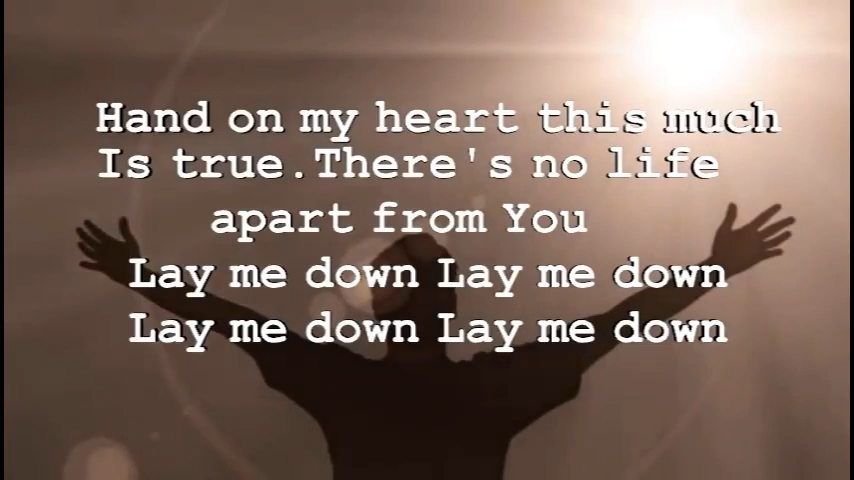 Hand on my heart this much
Is true.There's no life
apart from You
Lay me down Lay me down
Lay me down Lay me down